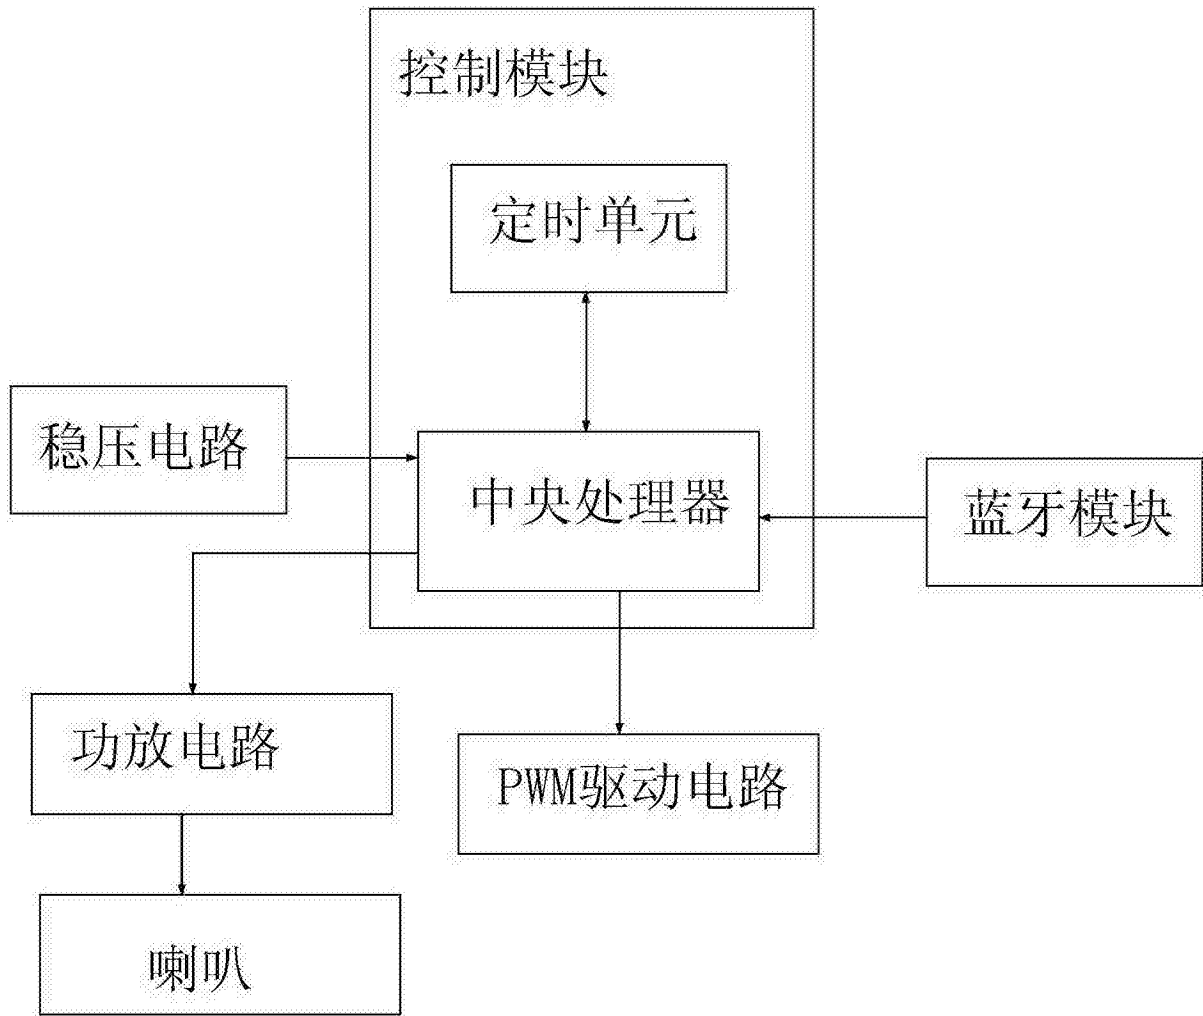 控制模块
定时单元
稳压电路
中央处理器
蓝牙模块
功放电路
PWM驱动电路
喇叭